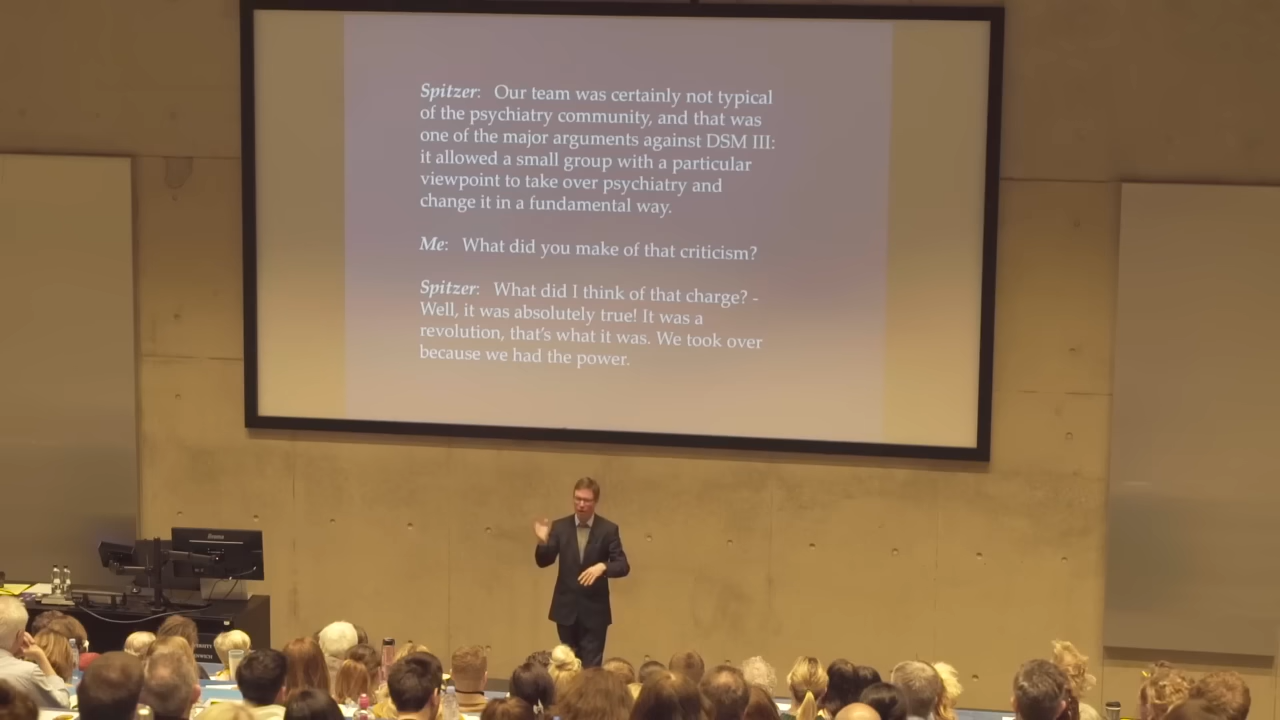 Spitzer: Our team was certainly not typical
of the psychiatry community, and that was
one of the major arguments against DSM III:
it allowed a small group with a particular
viewpoint to take over psychiatry and
change it in a fundamental way.
Me: What did you make of that criticism?
Spitzer: What did I think of that charge? -
Well, it was absolutely true! It was a
revolution, that's what it was. We took over
because we had the power.